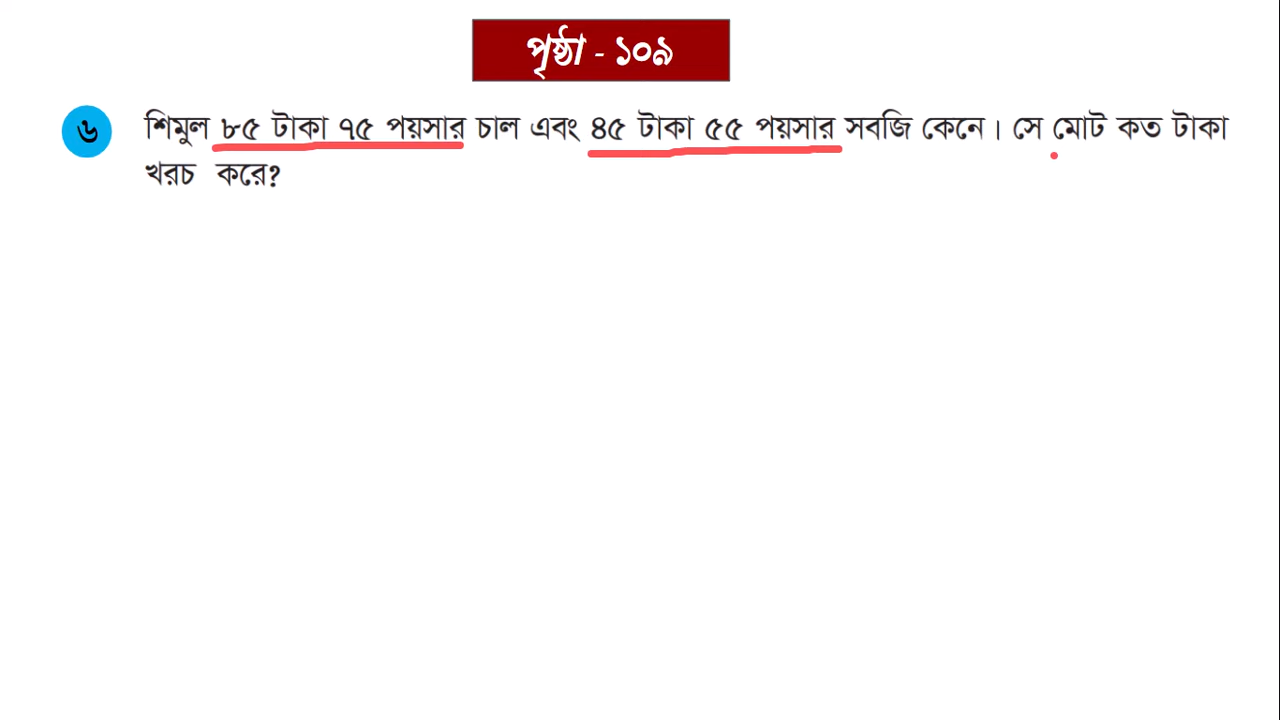 পৃষ্ঠা - ১০৯
৬ শিমুল ৮৫ টাকা ৭৫ পয়সার চাল এবং ৪৫ টাকা ৫৫ পয়সার সবজি কেনে। সে মোট কত টাকা
খরচ করে?